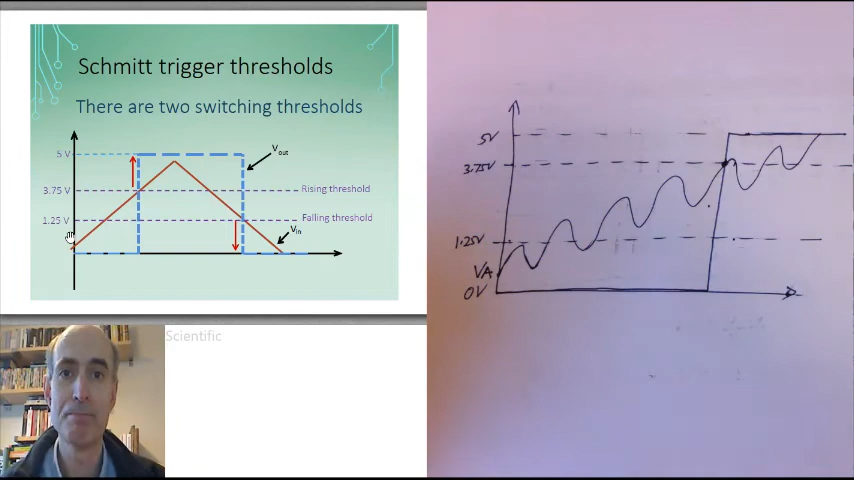 Schmitt trigger thresholds
There are two switching thresholds
Vout
5 V
3.75 V
Rising threshold
1.25 V
Falling threshold
Vin
Scientific
5V
3.75V
1.25V
VA
0V